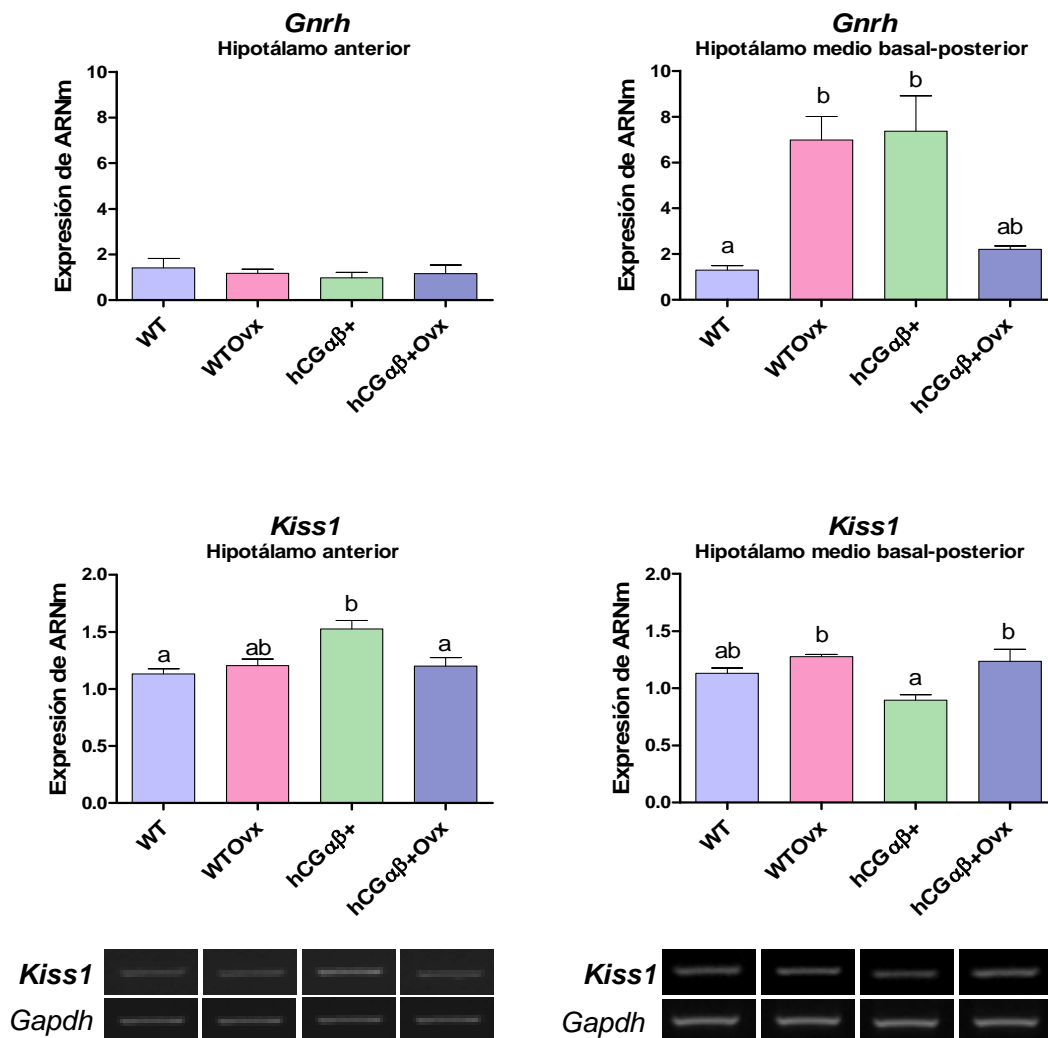 Gnrh
Hipotálamo anterior
Expresión de ARNm
10
8
6
4
2
0
WT
WTOvx
hCGαβ+
hCGαβ+Ovx
Gnrh
Hipotálamo medio basal-posterior
Expresión de ARNm
10
8
6
4
2
0
a
b
b
ab
WT
WTOvx
hCGαβ+
hCGαβ+Ovx
Kiss1
Hipotálamo anterior
Expresión de ARNm
2.0
1.5
1.0
0.5
0.0
a
ab
b
a
WT
WTOvx
hCGαβ+
hCGαβ+Ovx
Kiss1
Gapdh
Kiss1
Hipotálamo medio basal-posterior
Expresión de ARNm
2.0
1.5
1.0
0.5
0.0
ab
b
a
b
WT
WTOvx
hCGαβ+
hCGαβ+Ovx
Kiss1
Gapdh